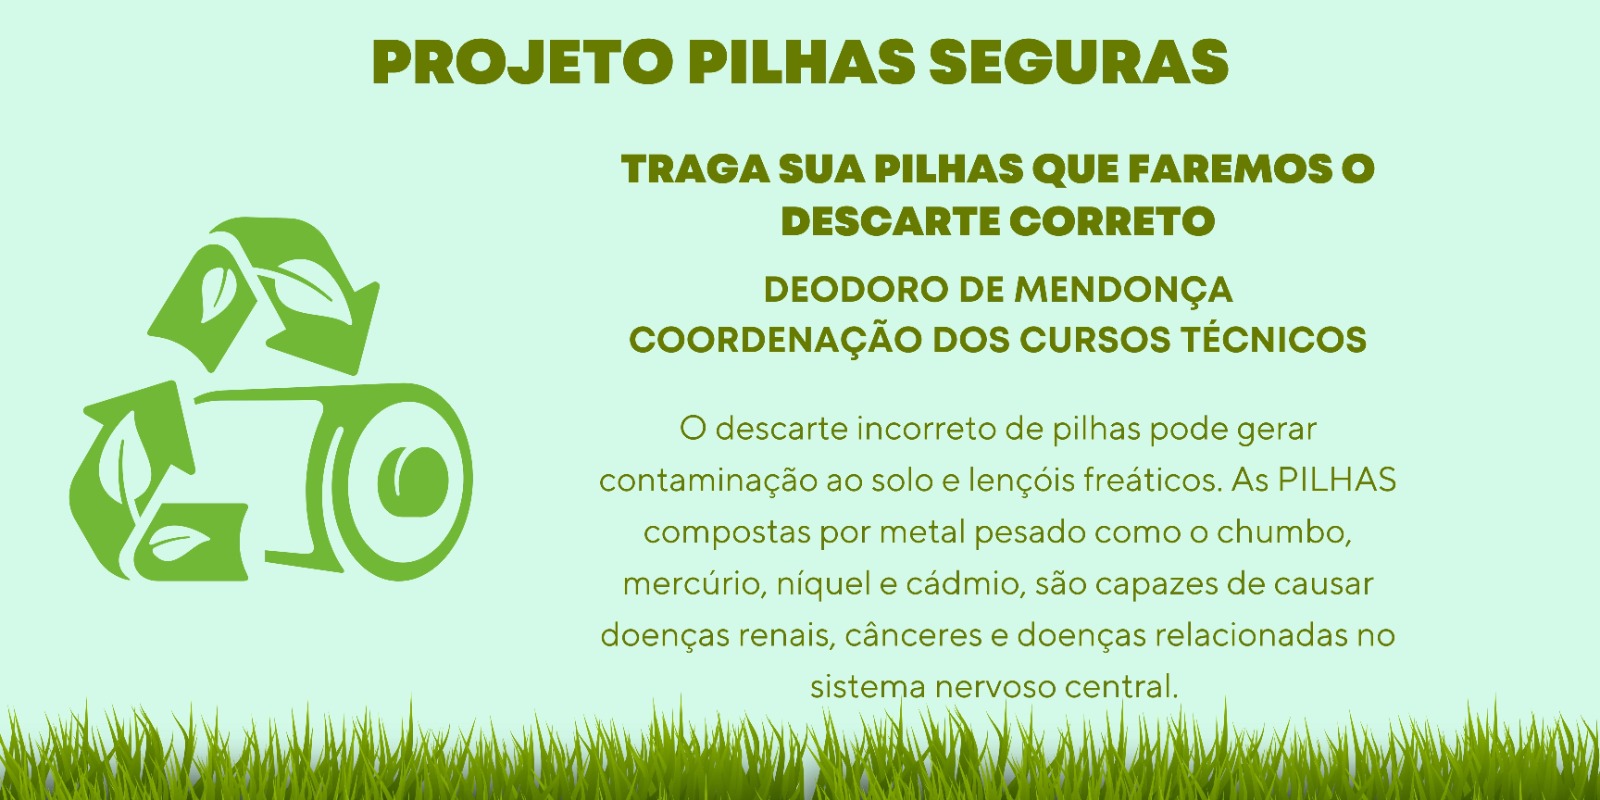 PROJETO PILHAS SEGURAS
TRAGA SUA PILHAS QUE FAREMOS O
DESCARTE CORRETO
DEODORO DE MENDONÇA
COORDENAÇÃO DOS CURSOS TÉCNICOS
O descarte incorreto de pilhas pode gerar
contaminação ao solo e lençóis freáticos. As PILHAS
compostas por metal pesado como o chumbo,
mercúrio, níquel e cádmio, são capazes de causar
doenças renais, cânceres e doenças relacionadas no
sistema nervoso central.